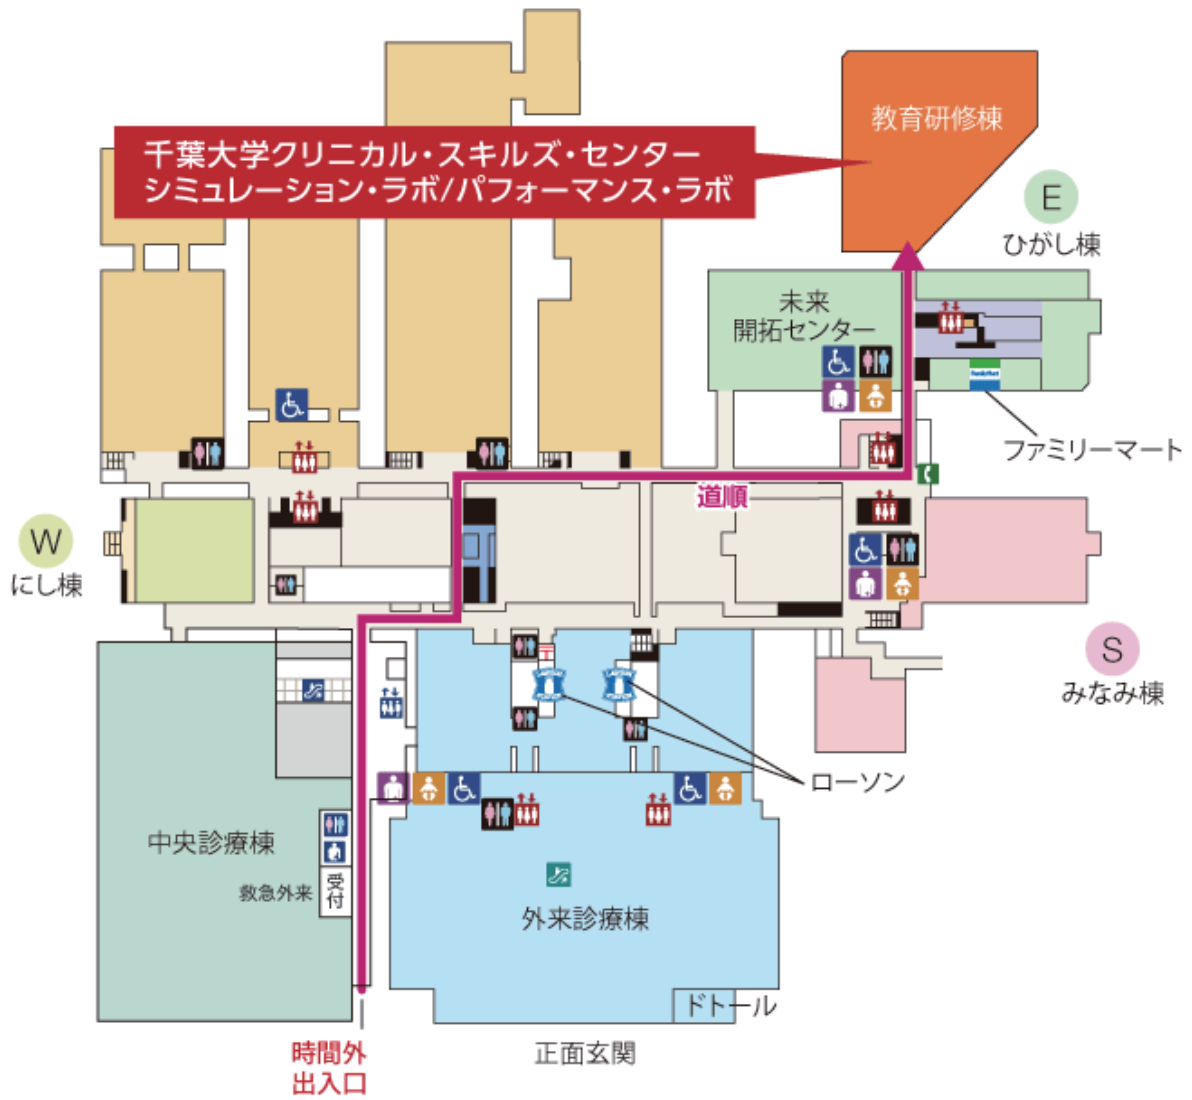 教育研修棟
千葉大学クリニカル・スキルズ・センター
シミュレーション・ラボ/パフォーマンス・ラボ
E
ひがし棟
未来
開拓センター
FamilyMart
ファミリーマート
道順
W
にし棟
S
みなみ棟
ローソン
中央診療棟
救急外来
受付
外来診療棟
ドトール
時間外
出入口
正面玄関